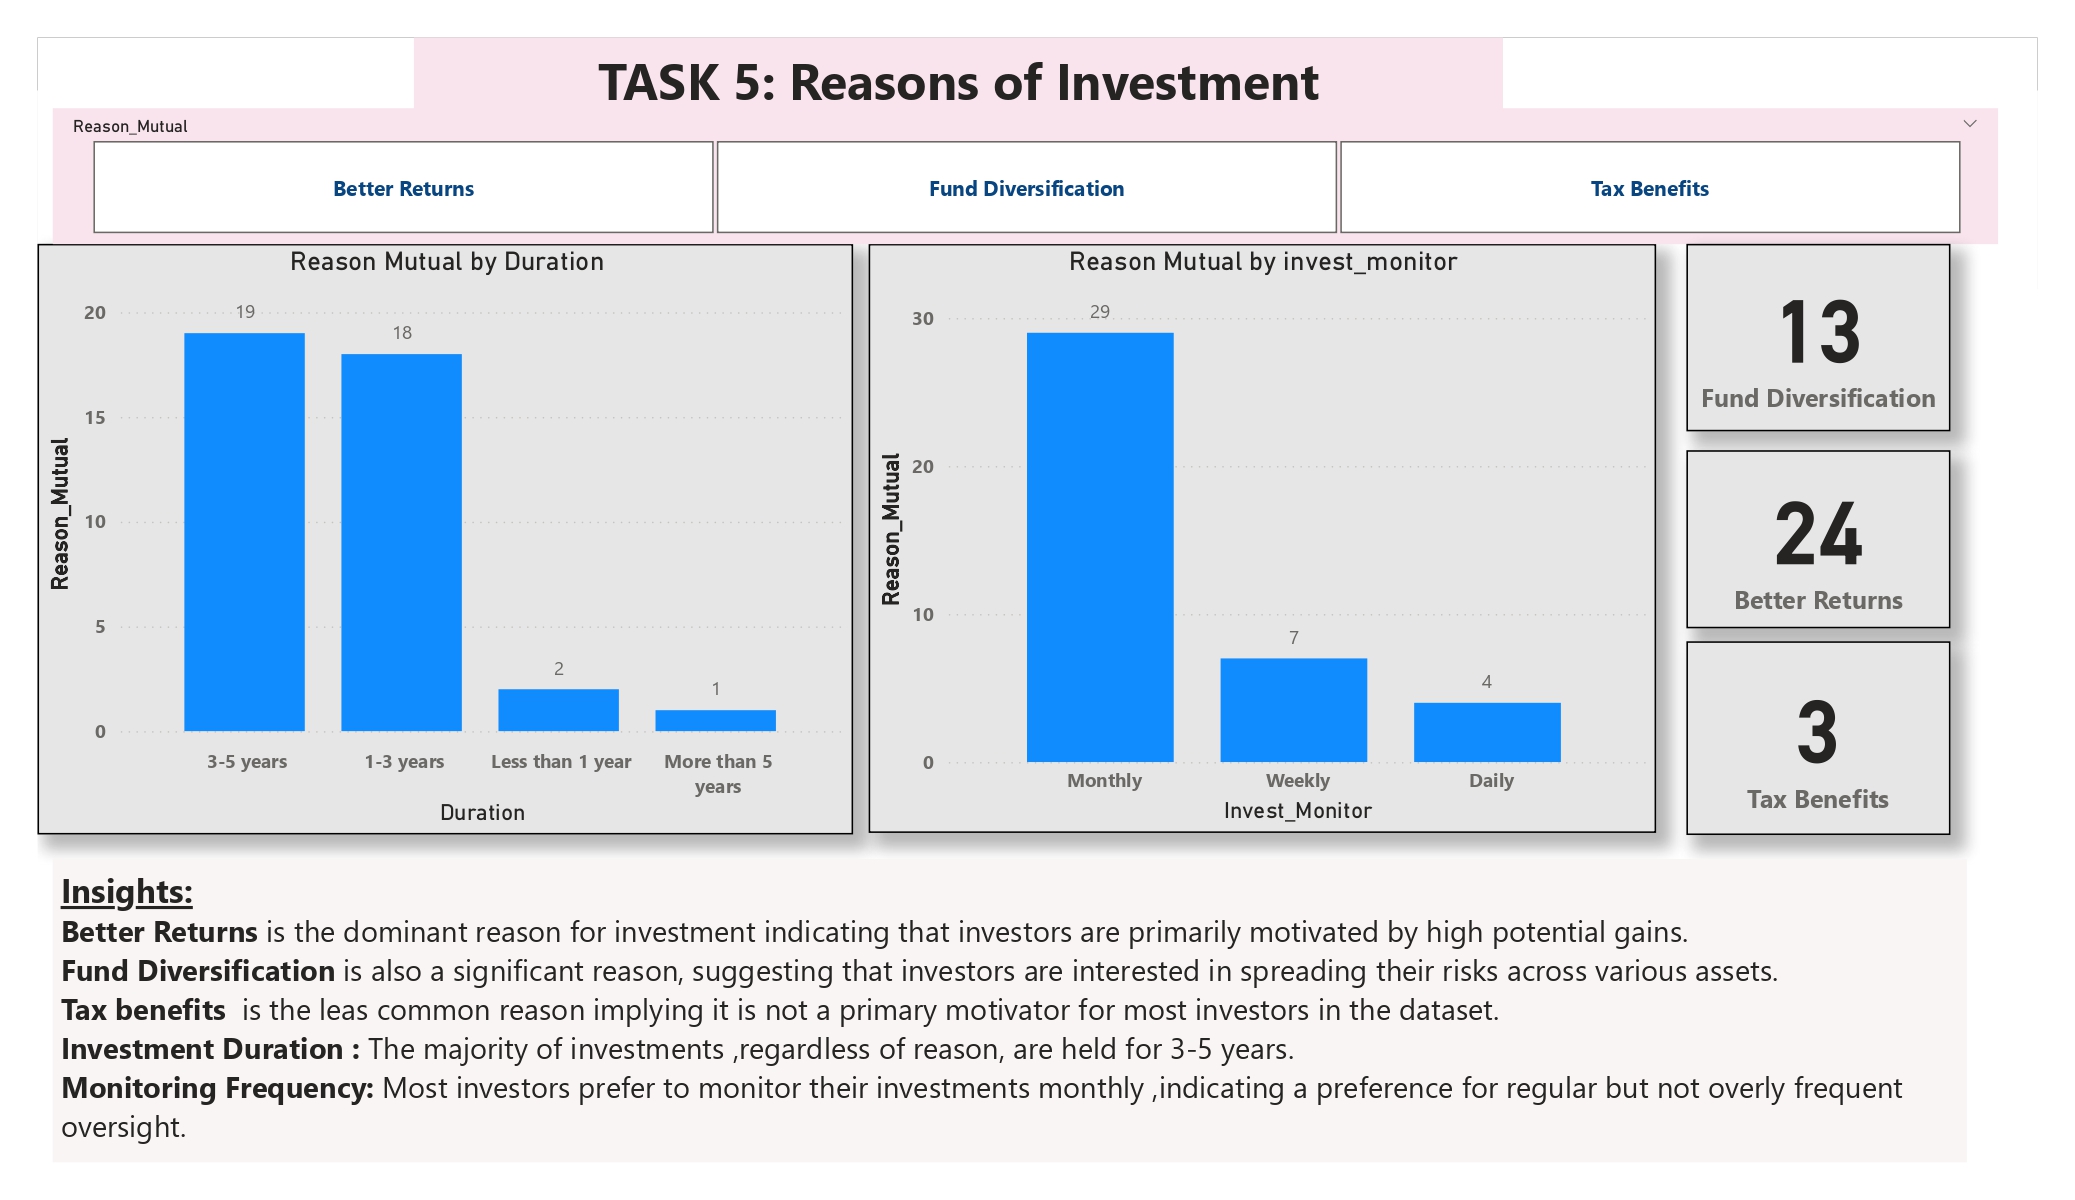 TASK 5: Reasons of Investment
Reason_Mutual
Better Returns
Fund Diversification
Tax Benefits
Reason Mutual by Duration
Reason_Mutual
20
15
10
5
0
19
18
2
1
3-5 years
1-3 years
Less than 1 year
More than 5
years
Duration
Reason Mutual by invest_monitor
Reason_Mutual
30
20
10
0
29
7
4
Monthly
Weekly
Daily
Invest_Monitor
13
Fund Diversification
24
Better Returns
3
Tax Benefits
Insights:
Better Returns is the dominant reason for investment indicating that investors are primarily motivated by high potential gains.
Fund Diversification is also a significant reason, suggesting that investors are interested in spreading their risks across various assets.
Tax benefits  is the leas common reason implying it is not a primary motivator for most investors in the dataset.
Investment Duration : The majority of investments ,regardless of reason, are held for 3-5 years.
Monitoring Frequency: Most investors prefer to monitor their investments monthly ,indicating a preference for regular but not overly frequent
oversight.